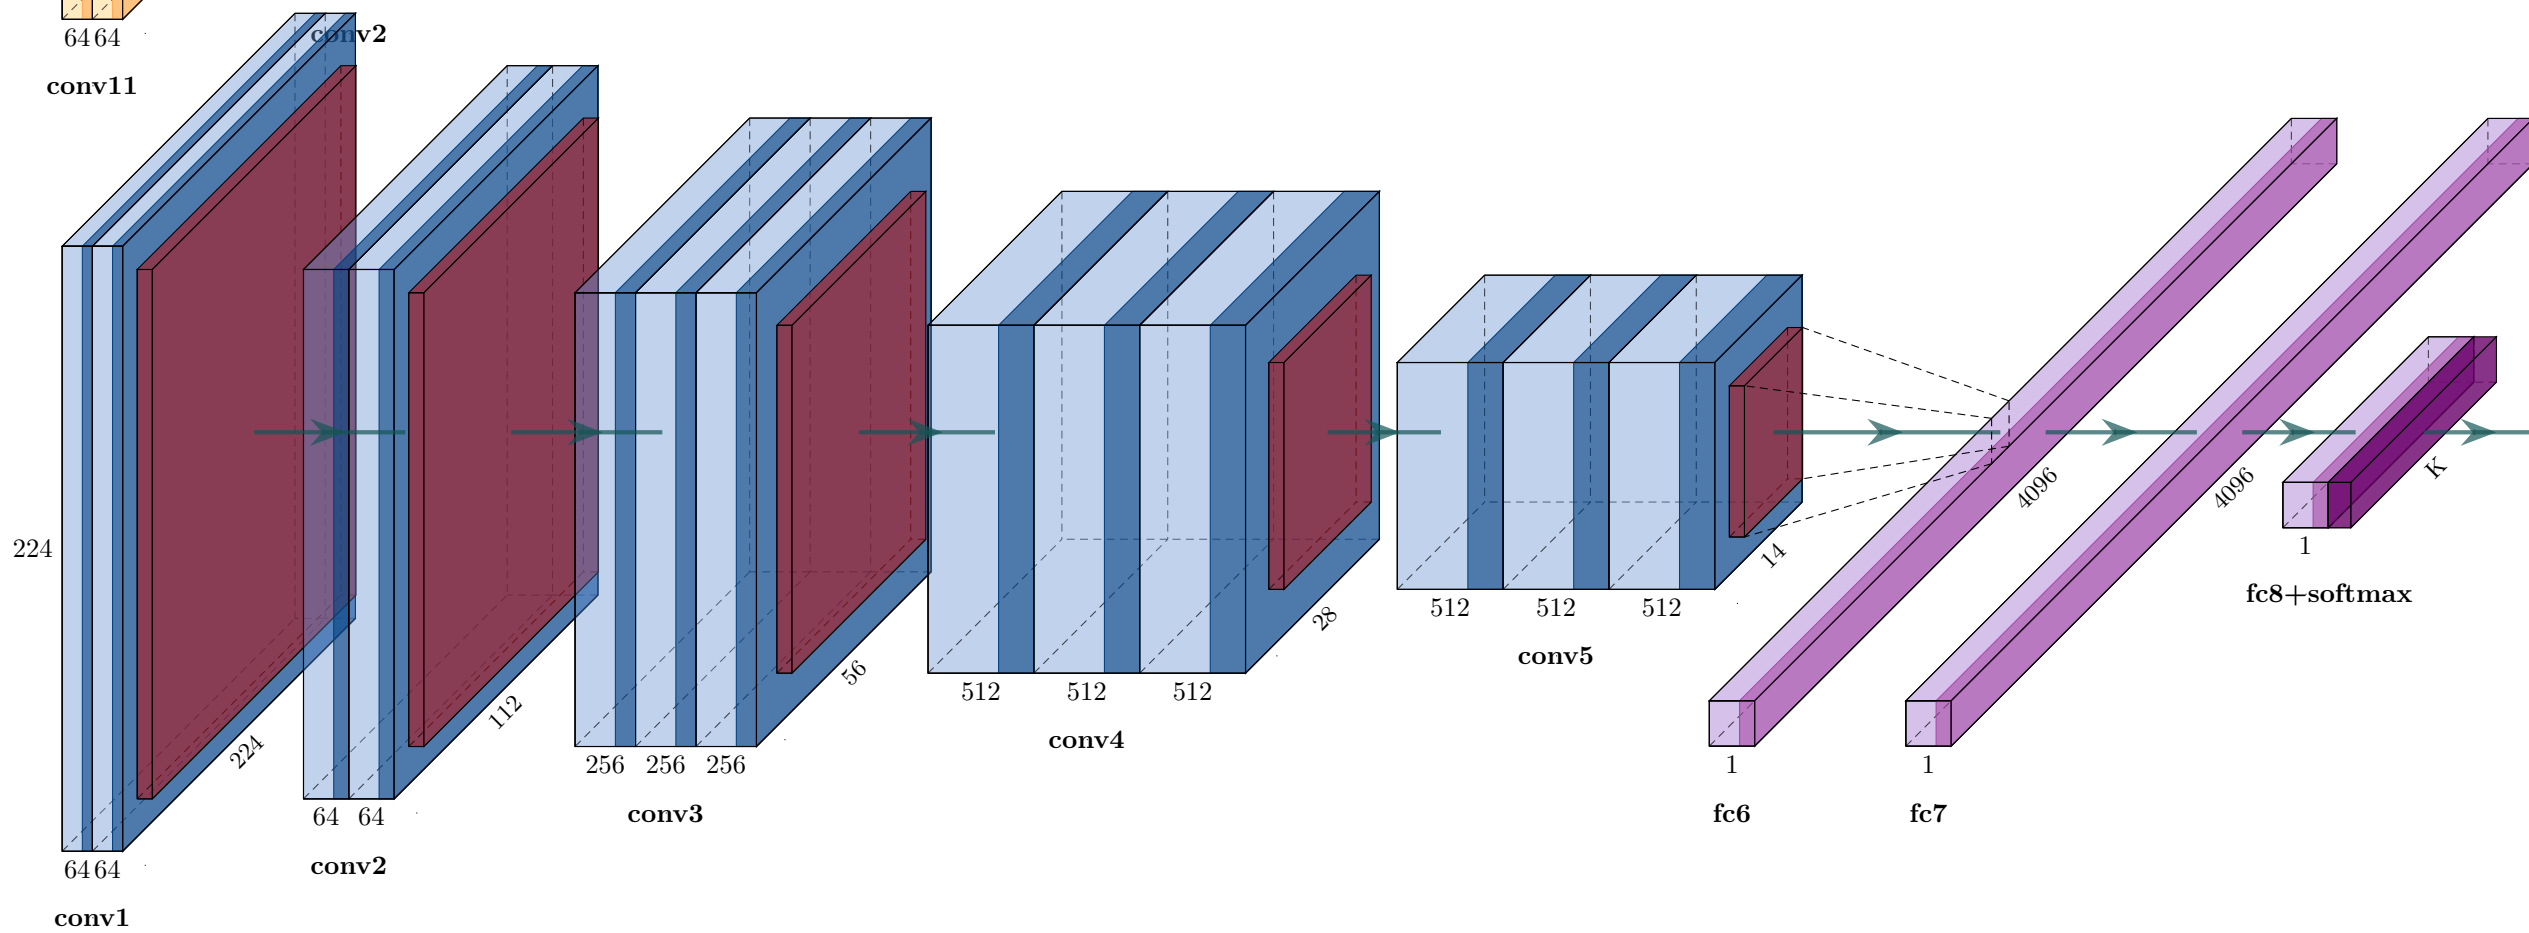 64 64
conv2
conv11
224
224
64 64
conv1
112
64 64
conv2
56
256 256 256
conv3
28
512 512 512
conv4
14
512 512 512
conv5
4096
1
fc6
4096
1
fc7
K
1
fc8+softmax